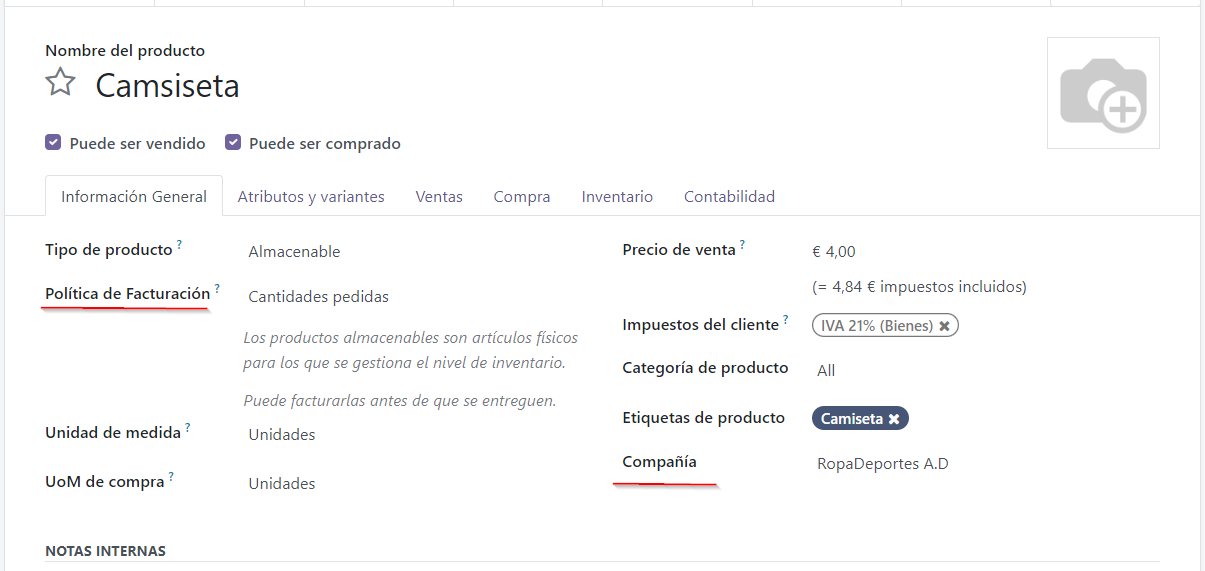 Nombre del producto
Camsiseta
Puede ser vendido Puede ser comprado
Información General Atributos y variantes Ventas Compra Inventario Contabilidad
Tipo de producto ? Almacenable
Política de Facturación ? Cantidades pedidas
Los productos almacenables son artículos físicos
para los que se gestiona el nivel de inventario.
Puede facturarlas antes de que se entreguen.
Unidad de medida ? Unidades
UoM de compra ? Unidades
Precio de venta ? € 4,00
(= 4,84 € impuestos incluidos)
Impuestos del cliente ? IVA 21% (Bienes) ✖
Categoría de producto All
Etiquetas de producto Camiseta ✖
Compañía RopaDeportes A.D
NOTAS INTERNAS